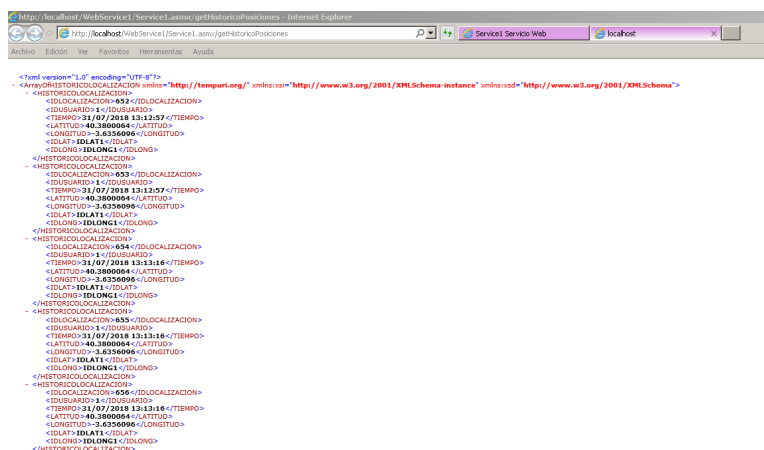 http://localhost/WebService1/Service1.asmx/getHistoricoPosiciones - Internet Explorer
http://localhost/WebService1/Service1.asmx/getHistoricoPosiciones
Service1 Servicio Web
localhost
Archivo Edición Ver Favoritos Herramientas Ayuda
<?xml version="1.0" encoding="UTF-8"?>
- <ArrayOfHISTORICOLOCALIZACION xmlns="http://tempuri.org/" xmlns:xsi="http://www.w3.org/2001/XMLSchema-instance" xmlns:xsd="http://www.w3.org/2001/XMLSchema">
- <HISTORICOLOCALIZACION>
<IDLOCALIZACION>652</IDLOCALIZACION>
<IDUSUARIO>1</IDUSUARIO>
<TIEMPO>31/07/2018 13:12:57</TIEMPO>
<LATITUD>40.3800064</LATITUD>
<LONGITUD>-3.6356096</LONGITUD>
<IDLAT>IDLAT1</IDLAT>
<IDLONG>IDLONG1</IDLONG>
</HISTORICOLOCALIZACION>
- <HISTORICOLOCALIZACION>
<IDLOCALIZACION>653</IDLOCALIZACION>
<IDUSUARIO>1</IDUSUARIO>
<TIEMPO>31/07/2018 13:12:57</TIEMPO>
<LATITUD>40.3800064</LATITUD>
<LONGITUD>-3.6356096</LONGITUD>
<IDLAT>IDLAT1</IDLAT>
<IDLONG>IDLONG1</IDLONG>
</HISTORICOLOCALIZACION>
- <HISTORICOLOCALIZACION>
<IDLOCALIZACION>654</IDLOCALIZACION>
<IDUSUARIO>1</IDUSUARIO>
<TIEMPO>31/07/2018 13:13:16</TIEMPO>
<LATITUD>40.3800064</LATITUD>
<LONGITUD>-3.6356096</LONGITUD>
<IDLAT>IDLAT1</IDLAT>
<IDLONG>IDLONG1</IDLONG>
</HISTORICOLOCALIZACION>
- <HISTORICOLOCALIZACION>
<IDLOCALIZACION>655</IDLOCALIZACION>
<IDUSUARIO>1</IDUSUARIO>
<TIEMPO>31/07/2018 13:13:16</TIEMPO>
<LATITUD>40.3800064</LATITUD>
<LONGITUD>-3.6356096</LONGITUD>
<IDLAT>IDLAT1</IDLAT>
<IDLONG>IDLONG1</IDLONG>
</HISTORICOLOCALIZACION>
- <HISTORICOLOCALIZACION>
<IDLOCALIZACION>656</IDLOCALIZACION>
<IDUSUARIO>1</IDUSUARIO>
<TIEMPO>31/07/2018 13:13:16</TIEMPO>
<LATITUD>40.3800064</LATITUD>
<LONGITUD>-3.6356096</LONGITUD>
<IDLAT>IDLAT1</IDLAT>
<IDLONG>IDLONG1</IDLONG>
</HISTORICOLOCALIZACION>